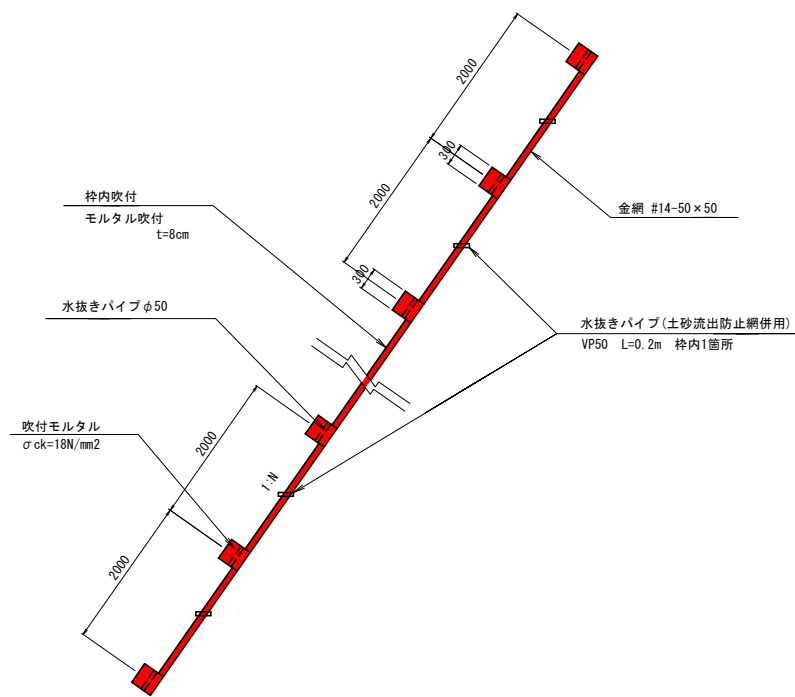 2000
300
2000
枠内吹付
モルタル吹付
t=8cm
金網 #14-50×50
300
水抜きパイプφ50
水抜きパイプ(土砂流出防止網併用)
VP50 L=0.2m 枠内1箇所
吹付モルタル
σck=18N/mm2
2000
1:N
2000